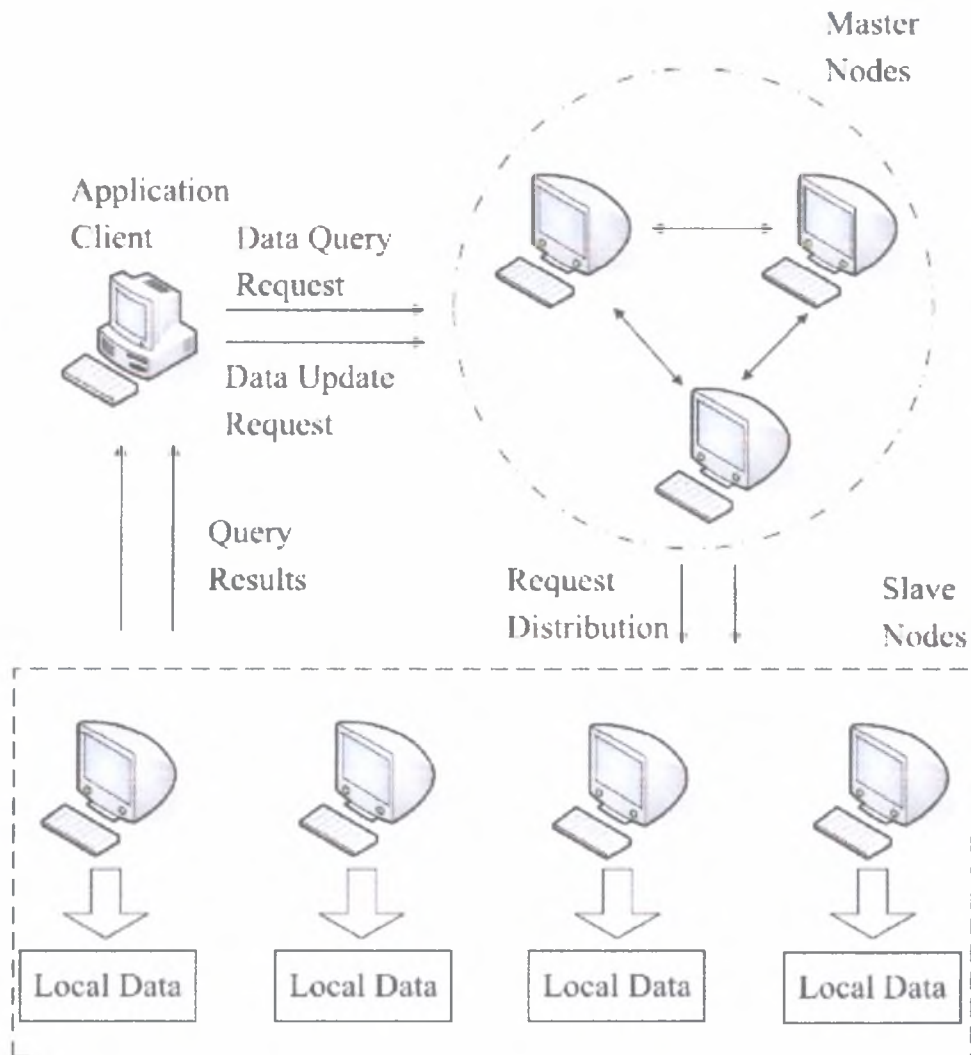 Master
Nodes
Application
Client
Data Query
Request
Data Update
Request
Query
Results
Request
Distribution
Slave
Nodes
Local Data
Local Data
Local Data
Local Data